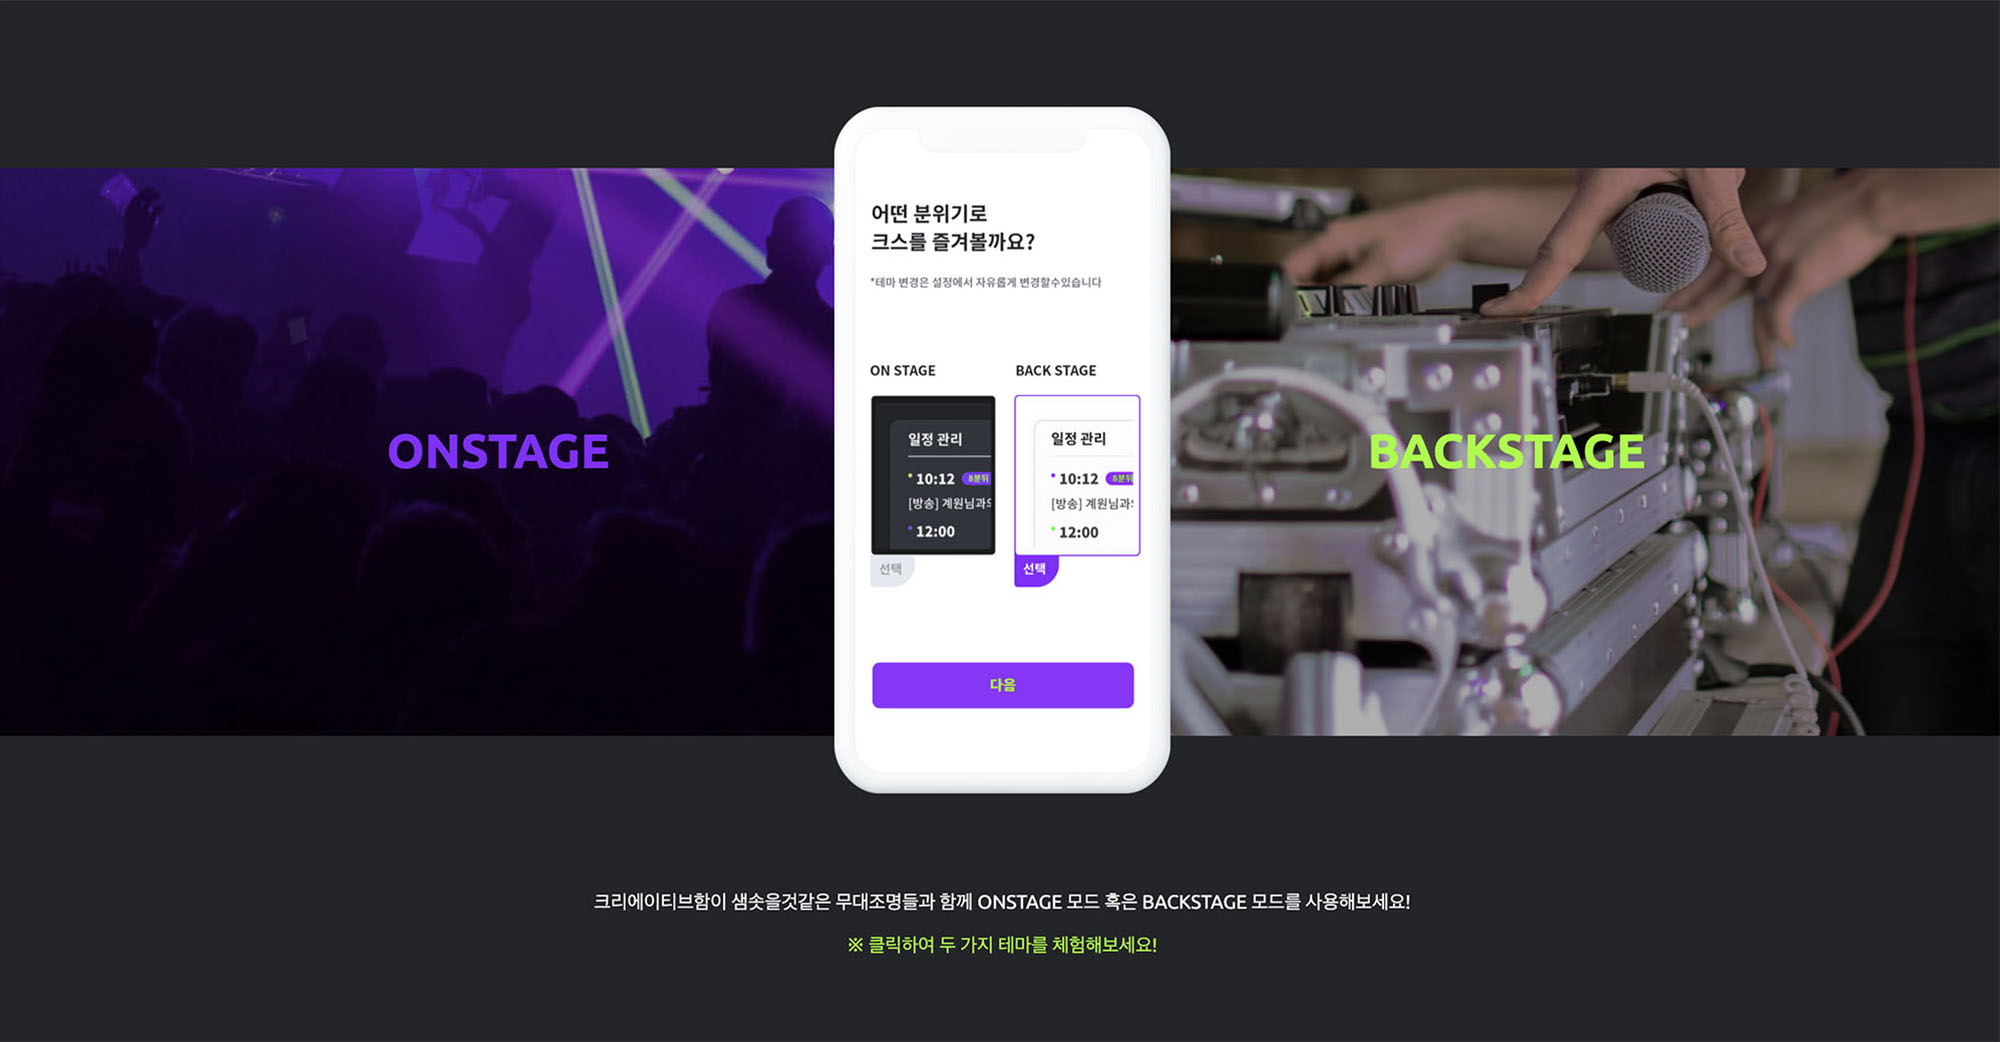 ONSTAGE
어떤 분위기로
크스를 즐겨볼까요?
*테마 변경은 설정에서 자유롭게 변경할수있습니다
ON STAGE
일정 관리
10:12 8분뒤
[방송] 계원님과의
12:00
선택
BACK STAGE
일정 관리
10:12 8분뒤
[방송] 계원님과
12:00
선택
다음
BACKSTAGE
크리에이티브함이 샘솟을것같은 무대조명들과 함께 ONSTAGE 모드 혹은 BACKSTAGE 모드를 사용해보세요!
※ 클릭하여 두 가지 테마를 체험해보세요!